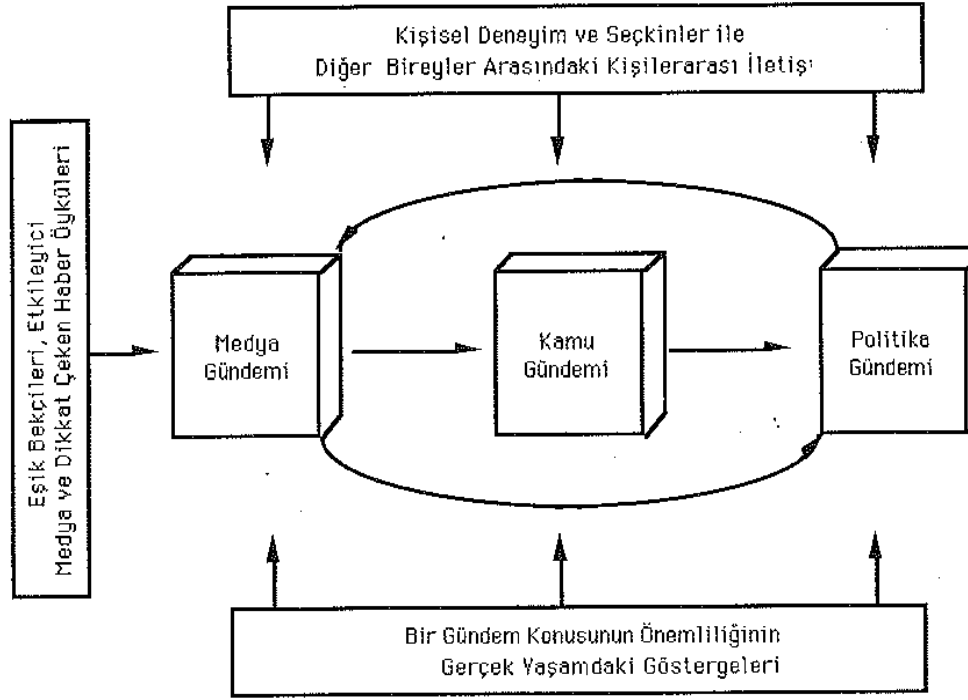 Kişisel Deneyim ve Seçkinler ile
Diğer Bireyler Arasındaki Kişilerarası İletişi
Eşik Bekçileri, Etkileyici
Medya ve Dikkat Çeken Haber Öyküleri
Medya
Gündemi
Kamu
Gündemi
Politika
Gündemi
Bir Gündem Konusunun Önemliliğinin
Gerçek Yaşamdaki Göstergeleri